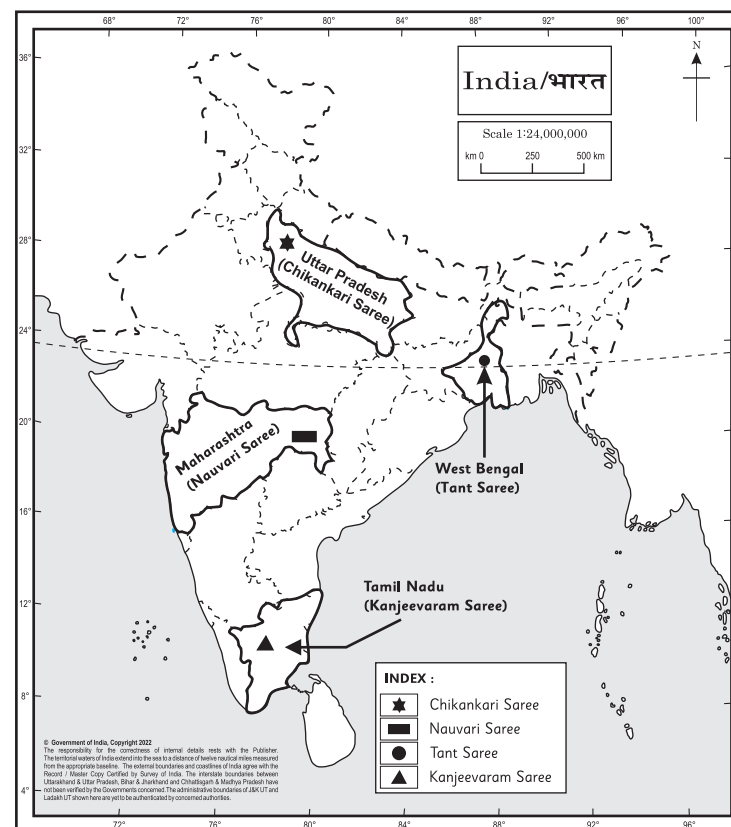 68° 72° 76° 80° 84° 88° 92° 96° 100°
36°
N
India/भारत
Scale 1:24,000,000
km 0 250 500 km
32°
28°
Uttar Pradesh
(Chikankari Saree)
24°
20°
Maharashtra
(Nauvari Saree)
West Bengal
(Tant Saree)
16°
12°
Tamil Nadu
(Kanjeevaram Saree)
8°
INDEX :
Chikankari Saree
Nauvari Saree
Tant Saree
Kanjeevaram Saree
© Government of India, Copyright 2022
The responsibility for the correctness of internal details rests with the Publisher.
The territorial waters of India extend into the sea to a distance of twelve nautical miles measured
from the appropriate baseline. The external boundaries and coastlines of India agree with the
Record / Master Copy Certified by Survey of India. The interstate boundaries between
Uttarakhand & Uttar Pradesh, Bihar & Jharkhand and Chhattisgarh & Madhya Pradesh have
not been verified by the Governments concerned. The administrative boundaries of J&K UT and
Ladakh UT shown here are yet to be authenticated by concerned authorities.
4°
72° 76° 80° 84° 88° 92° 96°